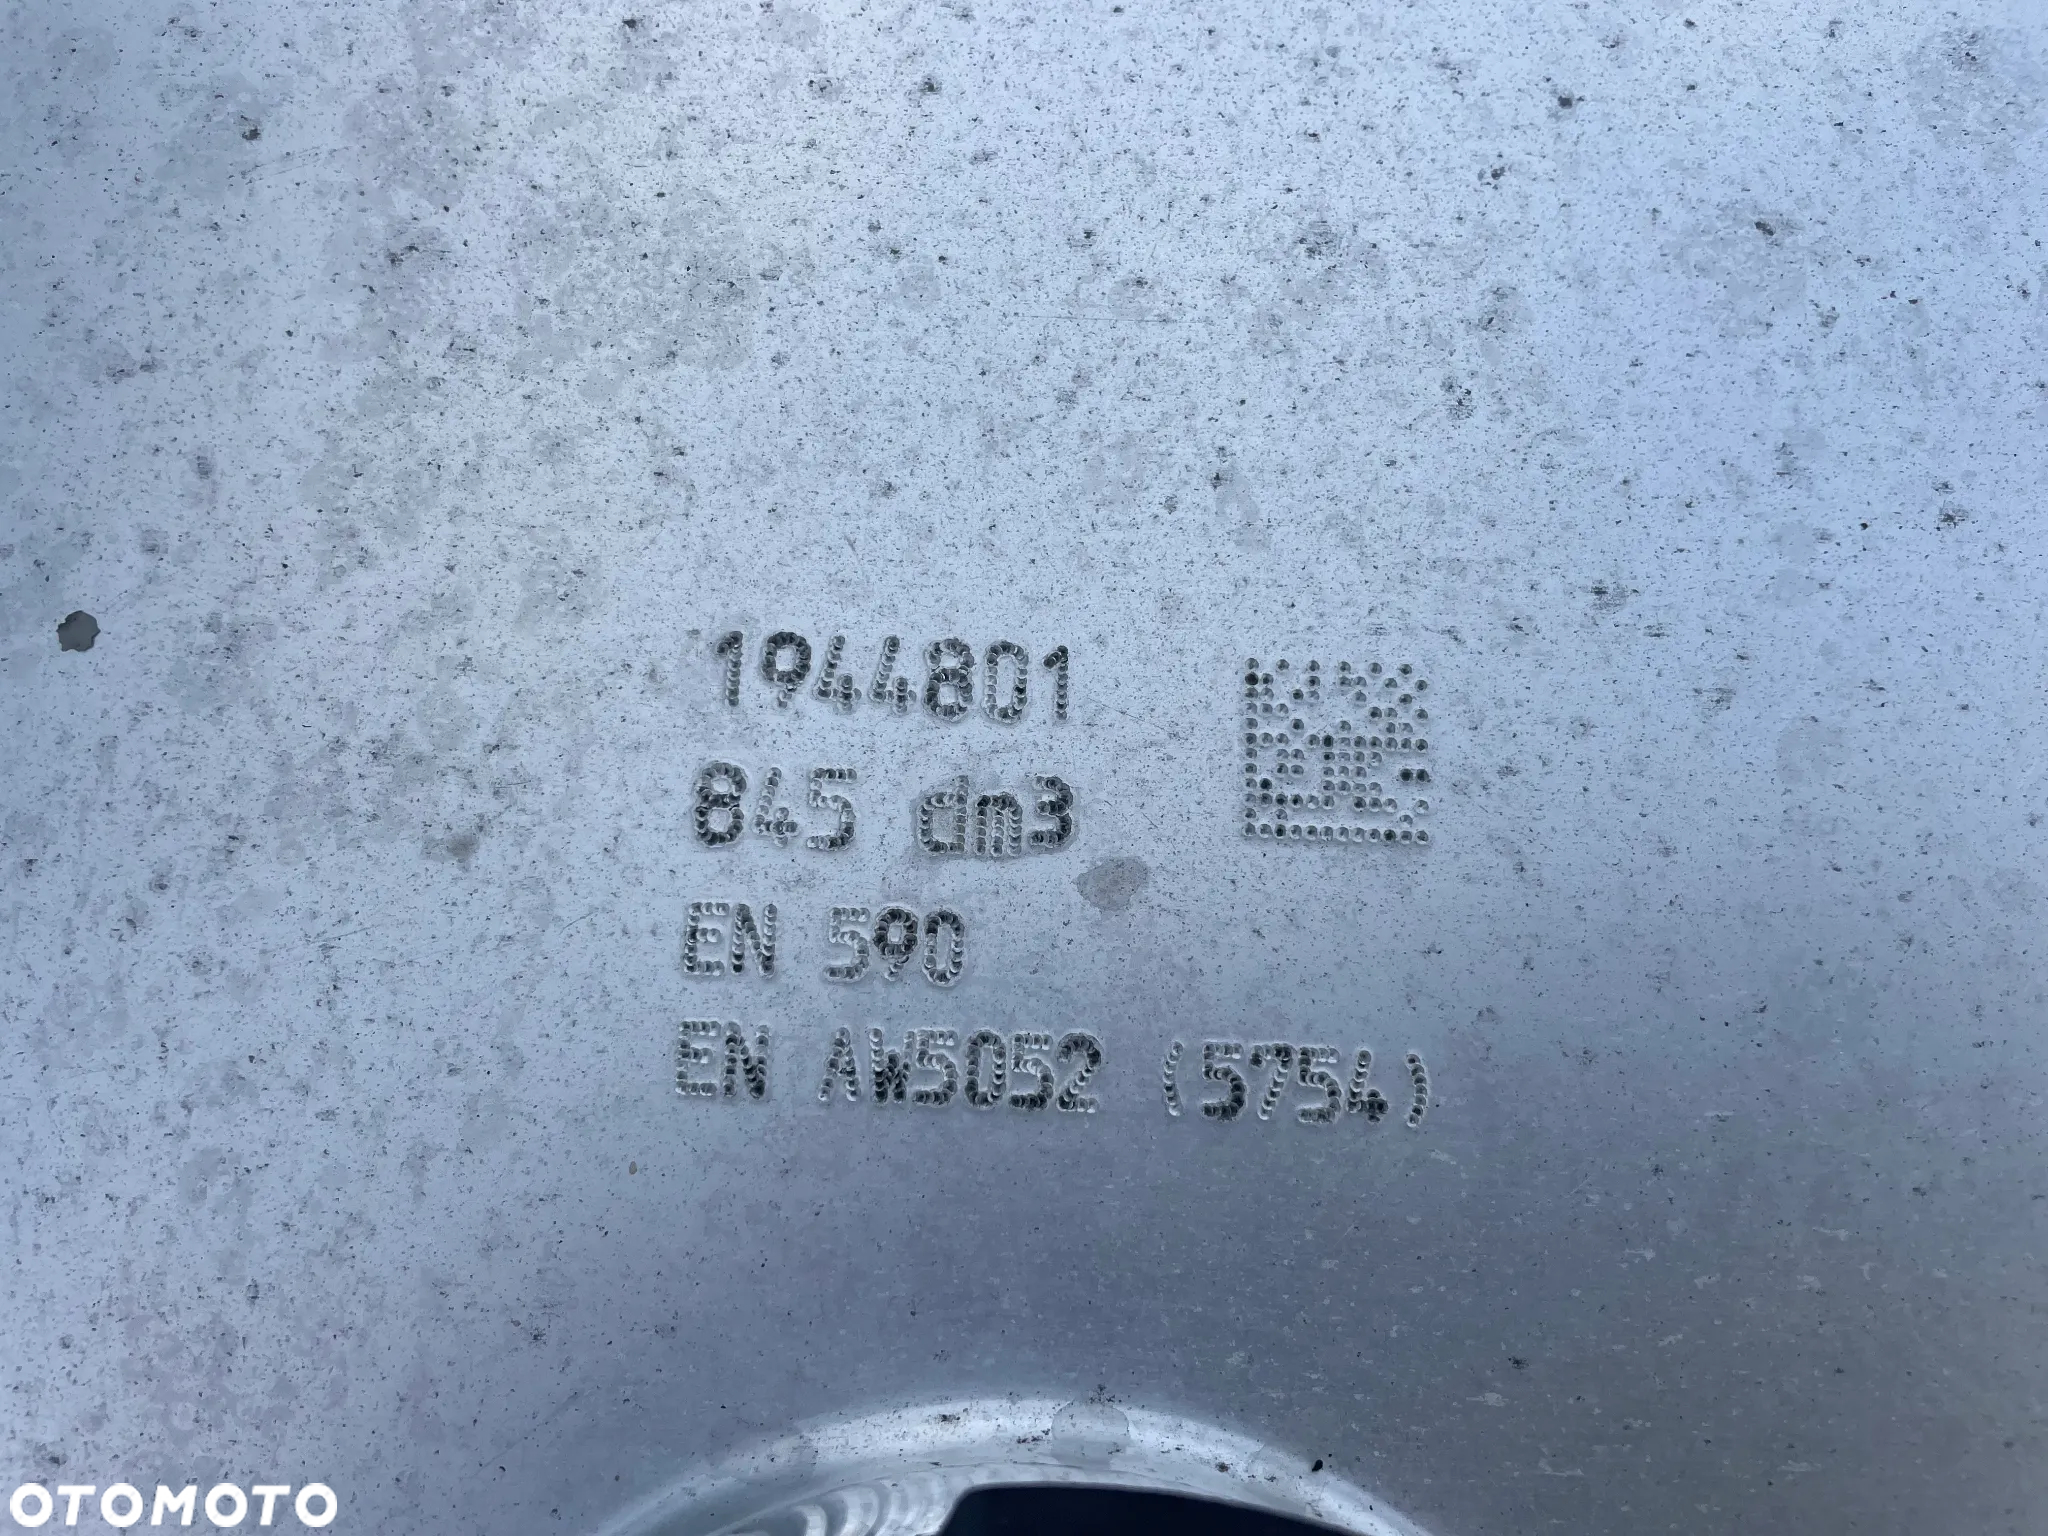 1944801
845 dm3
EN 590
EN AW5052 (5754)
OTOMOTO